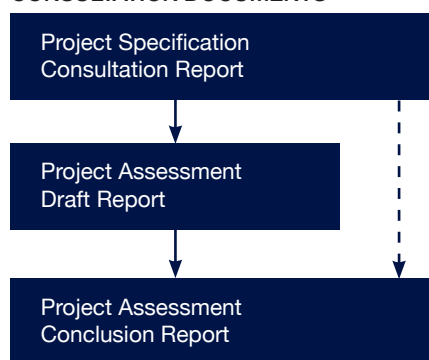 CONSULTATION DOCUMENTS
Project Specification
Consultation Report
Project Assessment
Draft Report
Project Assessment
Conclusion Report